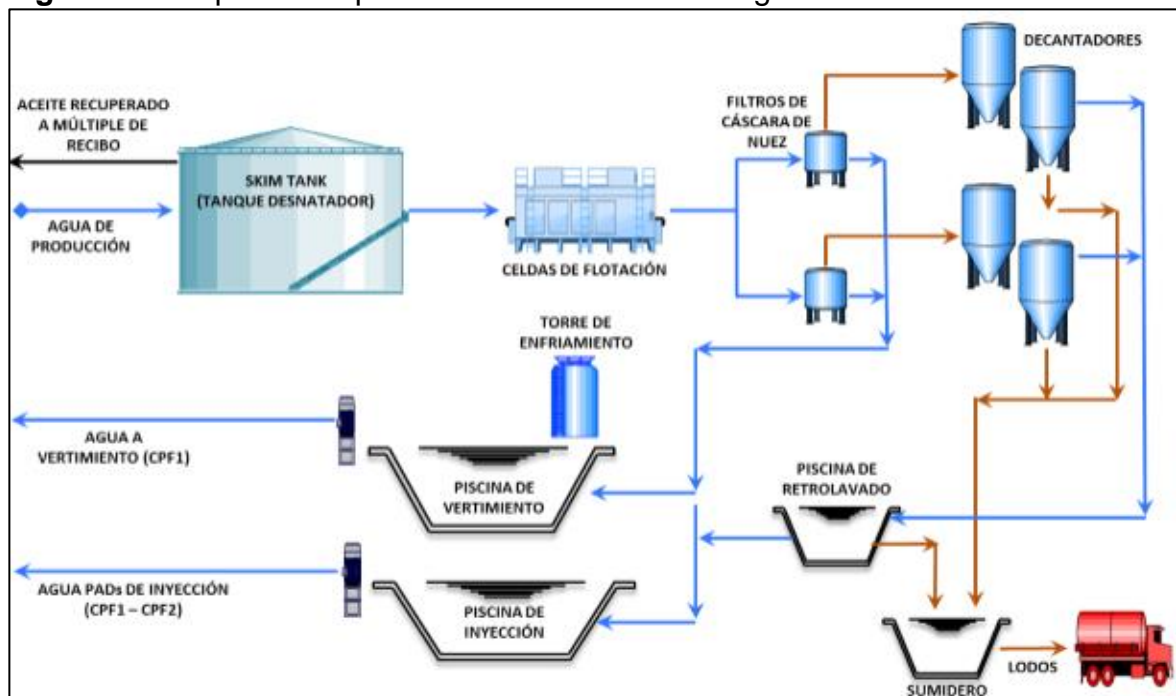 DECANTADORES
ACEITE RECUPERADO
A MÚLTIPLE DE
RECIBO
FILTROS DE
CÁSCARA DE
NUEZ
SKIM TANK
(TANQUE DESNATADOR)
AGUA DE
PRODUCCIÓN
CELDAS DE FLOTACIÓN
TORRE DE
ENFRIAMIENTO
AGUA A
VERTIMIENTO (CPF1)
PISCINA DE
VERTIMIENTO
PISCINA DE
RETROLAVADO
AGUA PADs DE INYECCIÓN
(CPF1 – CPF2)
PISCINA DE
INYECCIÓN
LODOS
SUMIDERO